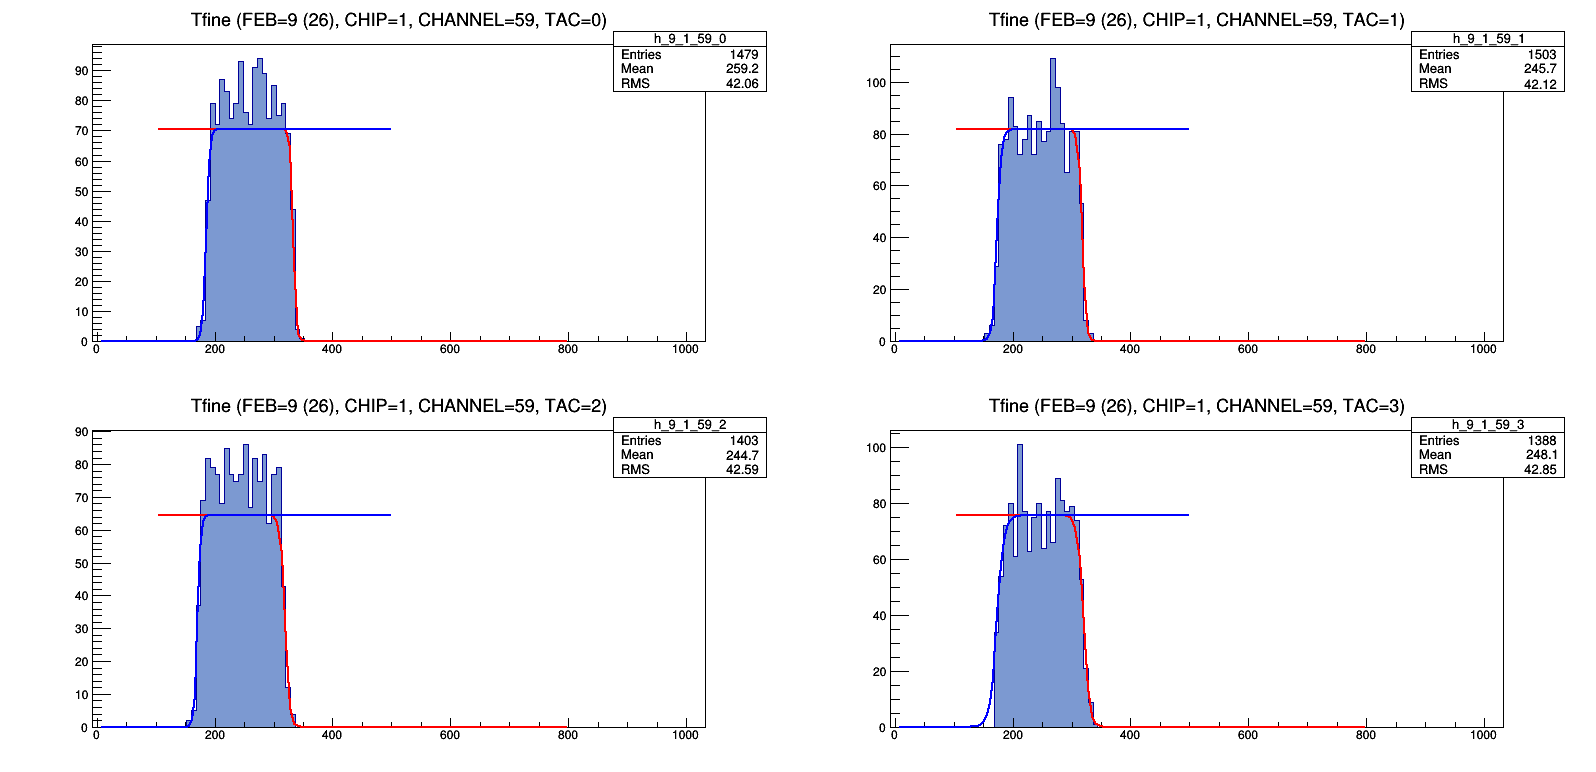 Tfine (FEB=9 (26), CHIP=1, CHANNEL=59, TAC=0)
h_9_1_59_0
Entries 1479
Mean 259.2
RMS 42.06
90
80
70
60
50
40
30
20
10
0
0 200 400 600 800 1000
Tfine (FEB=9 (26), CHIP=1, CHANNEL=59, TAC=1)
h_9_1_59_1
Entries 1503
Mean 245.7
RMS 42.12
100
80
60
40
20
0
0 200 400 600 800 1000
Tfine (FEB=9 (26), CHIP=1, CHANNEL=59, TAC=2)
h_9_1_59_2
Entries 1403
Mean 244.7
RMS 42.59
90
80
70
60
50
40
30
20
10
0
0 200 400 600 800 1000
Tfine (FEB=9 (26), CHIP=1, CHANNEL=59, TAC=3)
h_9_1_59_3
Entries 1388
Mean 248.1
RMS 42.85
100
80
60
40
20
0
0 200 400 600 800 1000